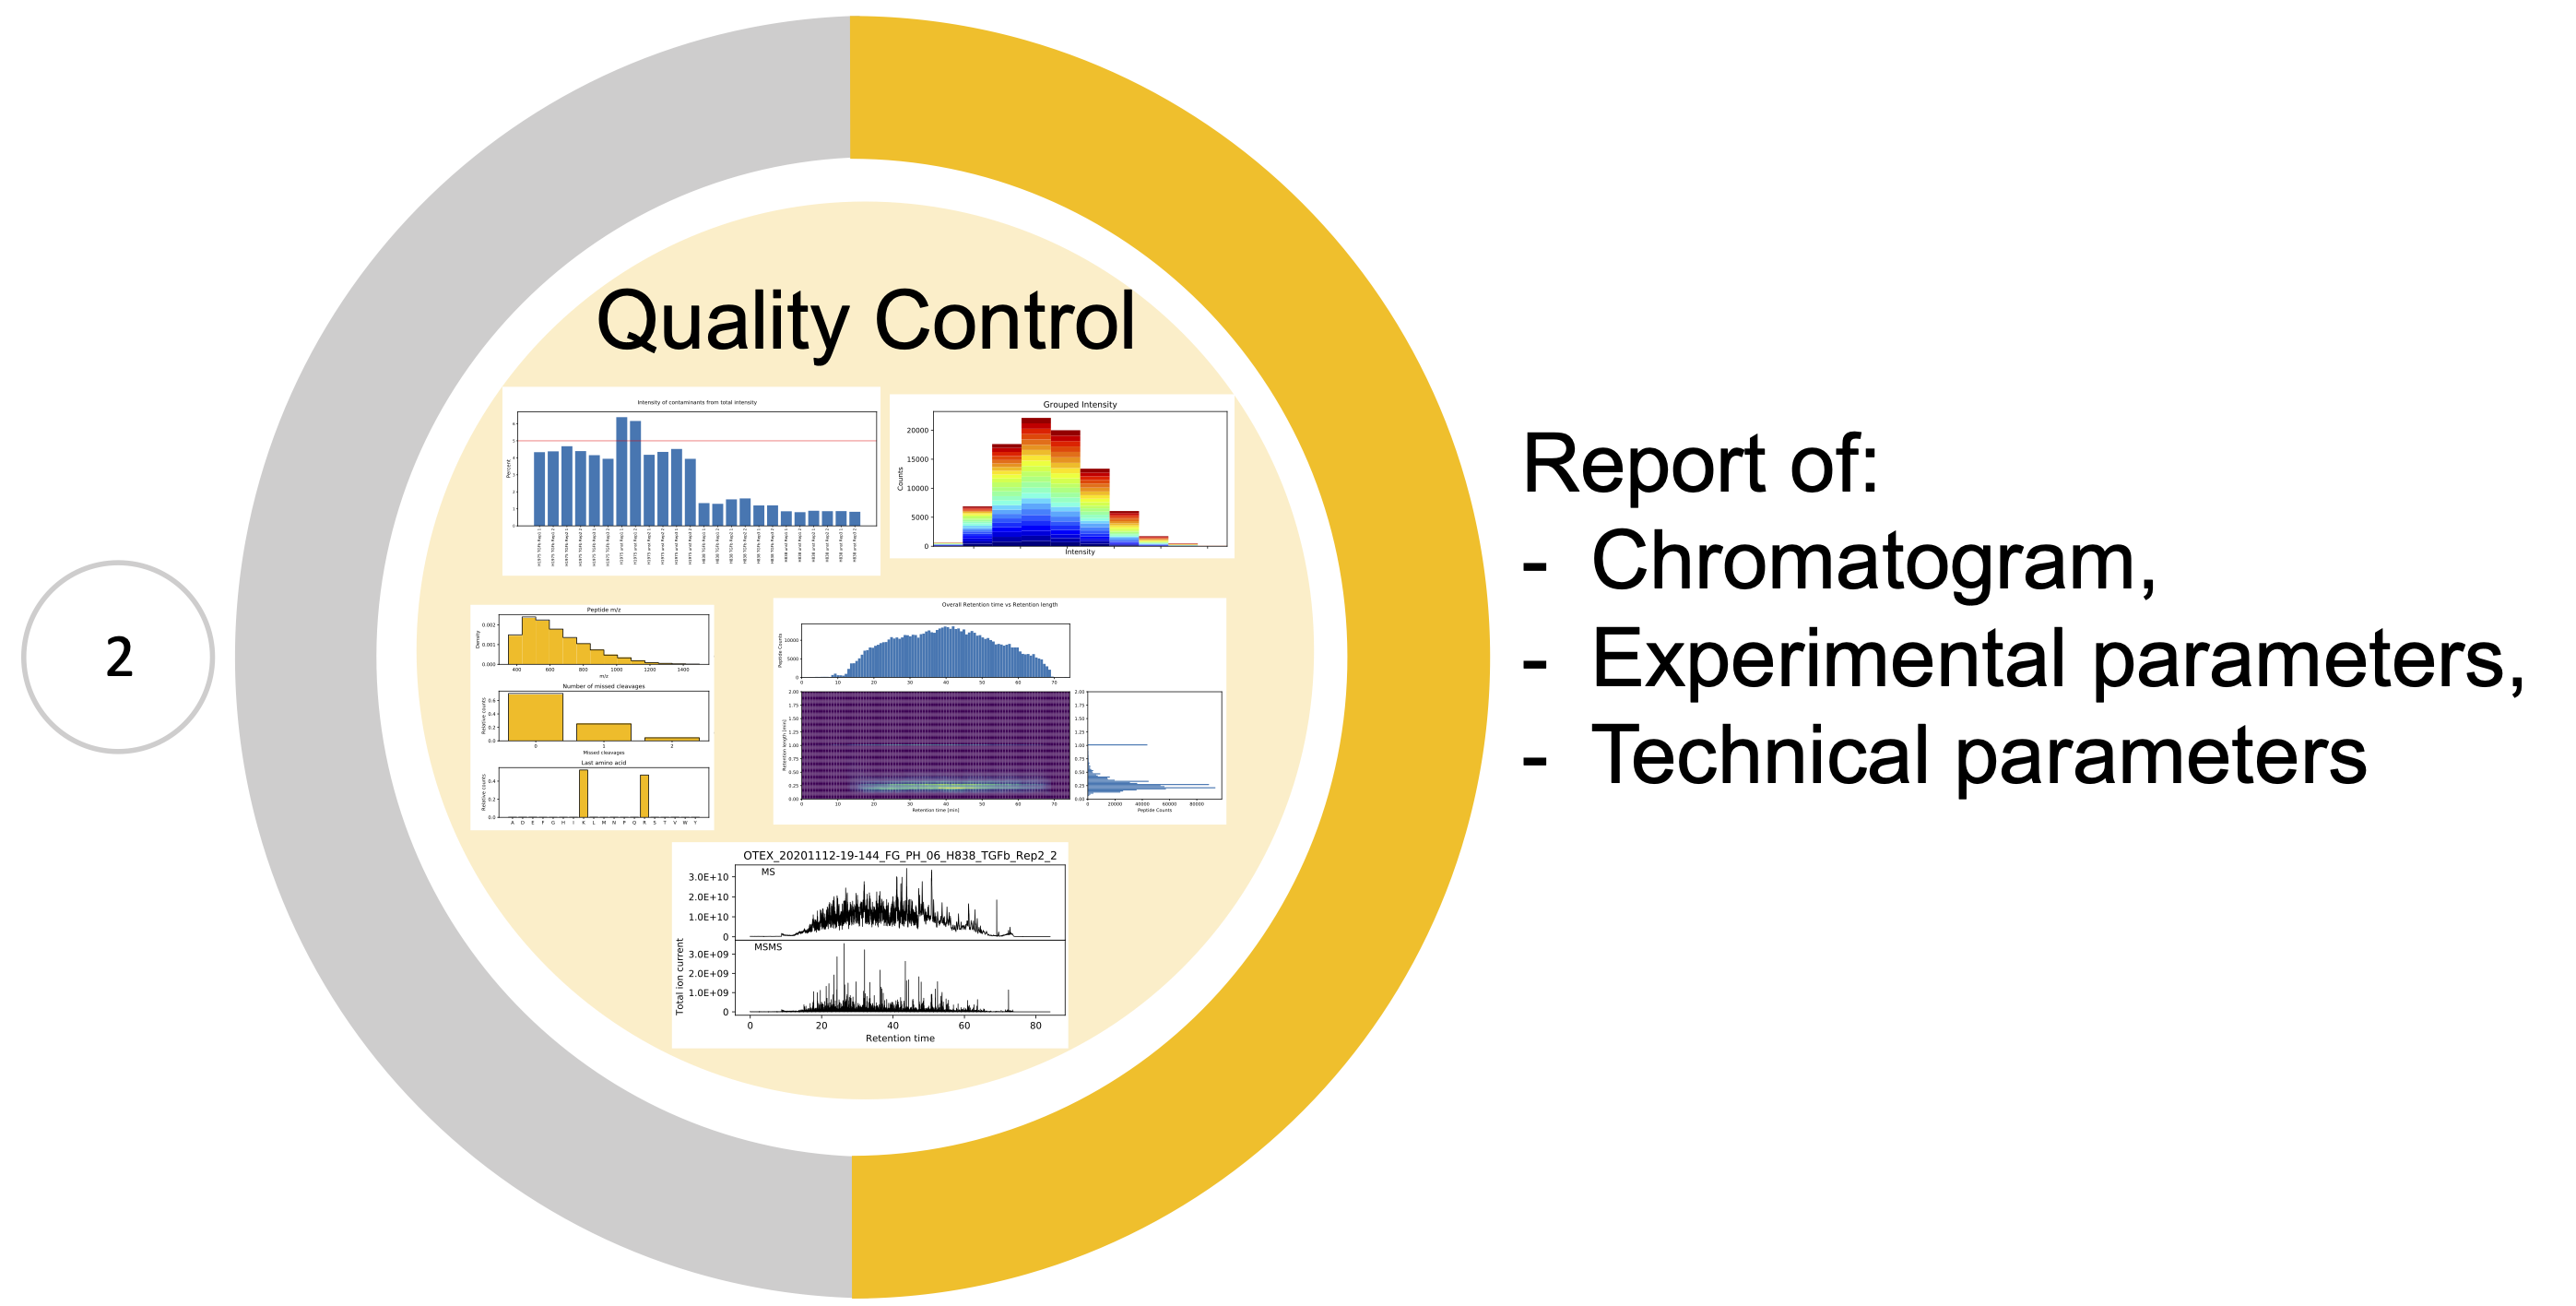 2
Quality Control
Intensity of contaminants from total intensity
Percent
Grouped Intensity
20000
15000
10000
5000
0
Counts
Intensity
Peptide m/z
0.002
0.001
0.000
Density
400 600 800 1000 1200 1400
m/z
Number of missed cleavages
0.6
0.4
0.2
0.0
Relative counts
0 1 2
Missed cleavages
Last amino acid
0.4
0.2
0.0
Relative counts
A D E F G H I K L M N P Q R S T V W Y
Overall Retention time vs Retention length
10000
5000
0
Peptide Counts
0 10 20 30 40 50 60 70
2.00
1.75
1.50
1.25
1.00
0.75
0.50
0.25
0.00
Retention length [min]
0 10 20 30 40 50 60 70
Retention time [min]
2.00
1.75
1.50
1.25
1.00
0.75
0.50
0.25
0.00
0 20000 40000 60000 80000
Peptide Counts
OTEX_20201112-19-144_FG_PH_06_H838_TGFb_Rep2_2
MS
3.0E+10
2.0E+10
1.0E+10
0
MSMS
3.0E+09
2.0E+09
1.0E+09
0
Total ion current
0 20 40 60 80
Retention time
Report of:
- Chromatogram,
- Experimental parameters,
- Technical parameters